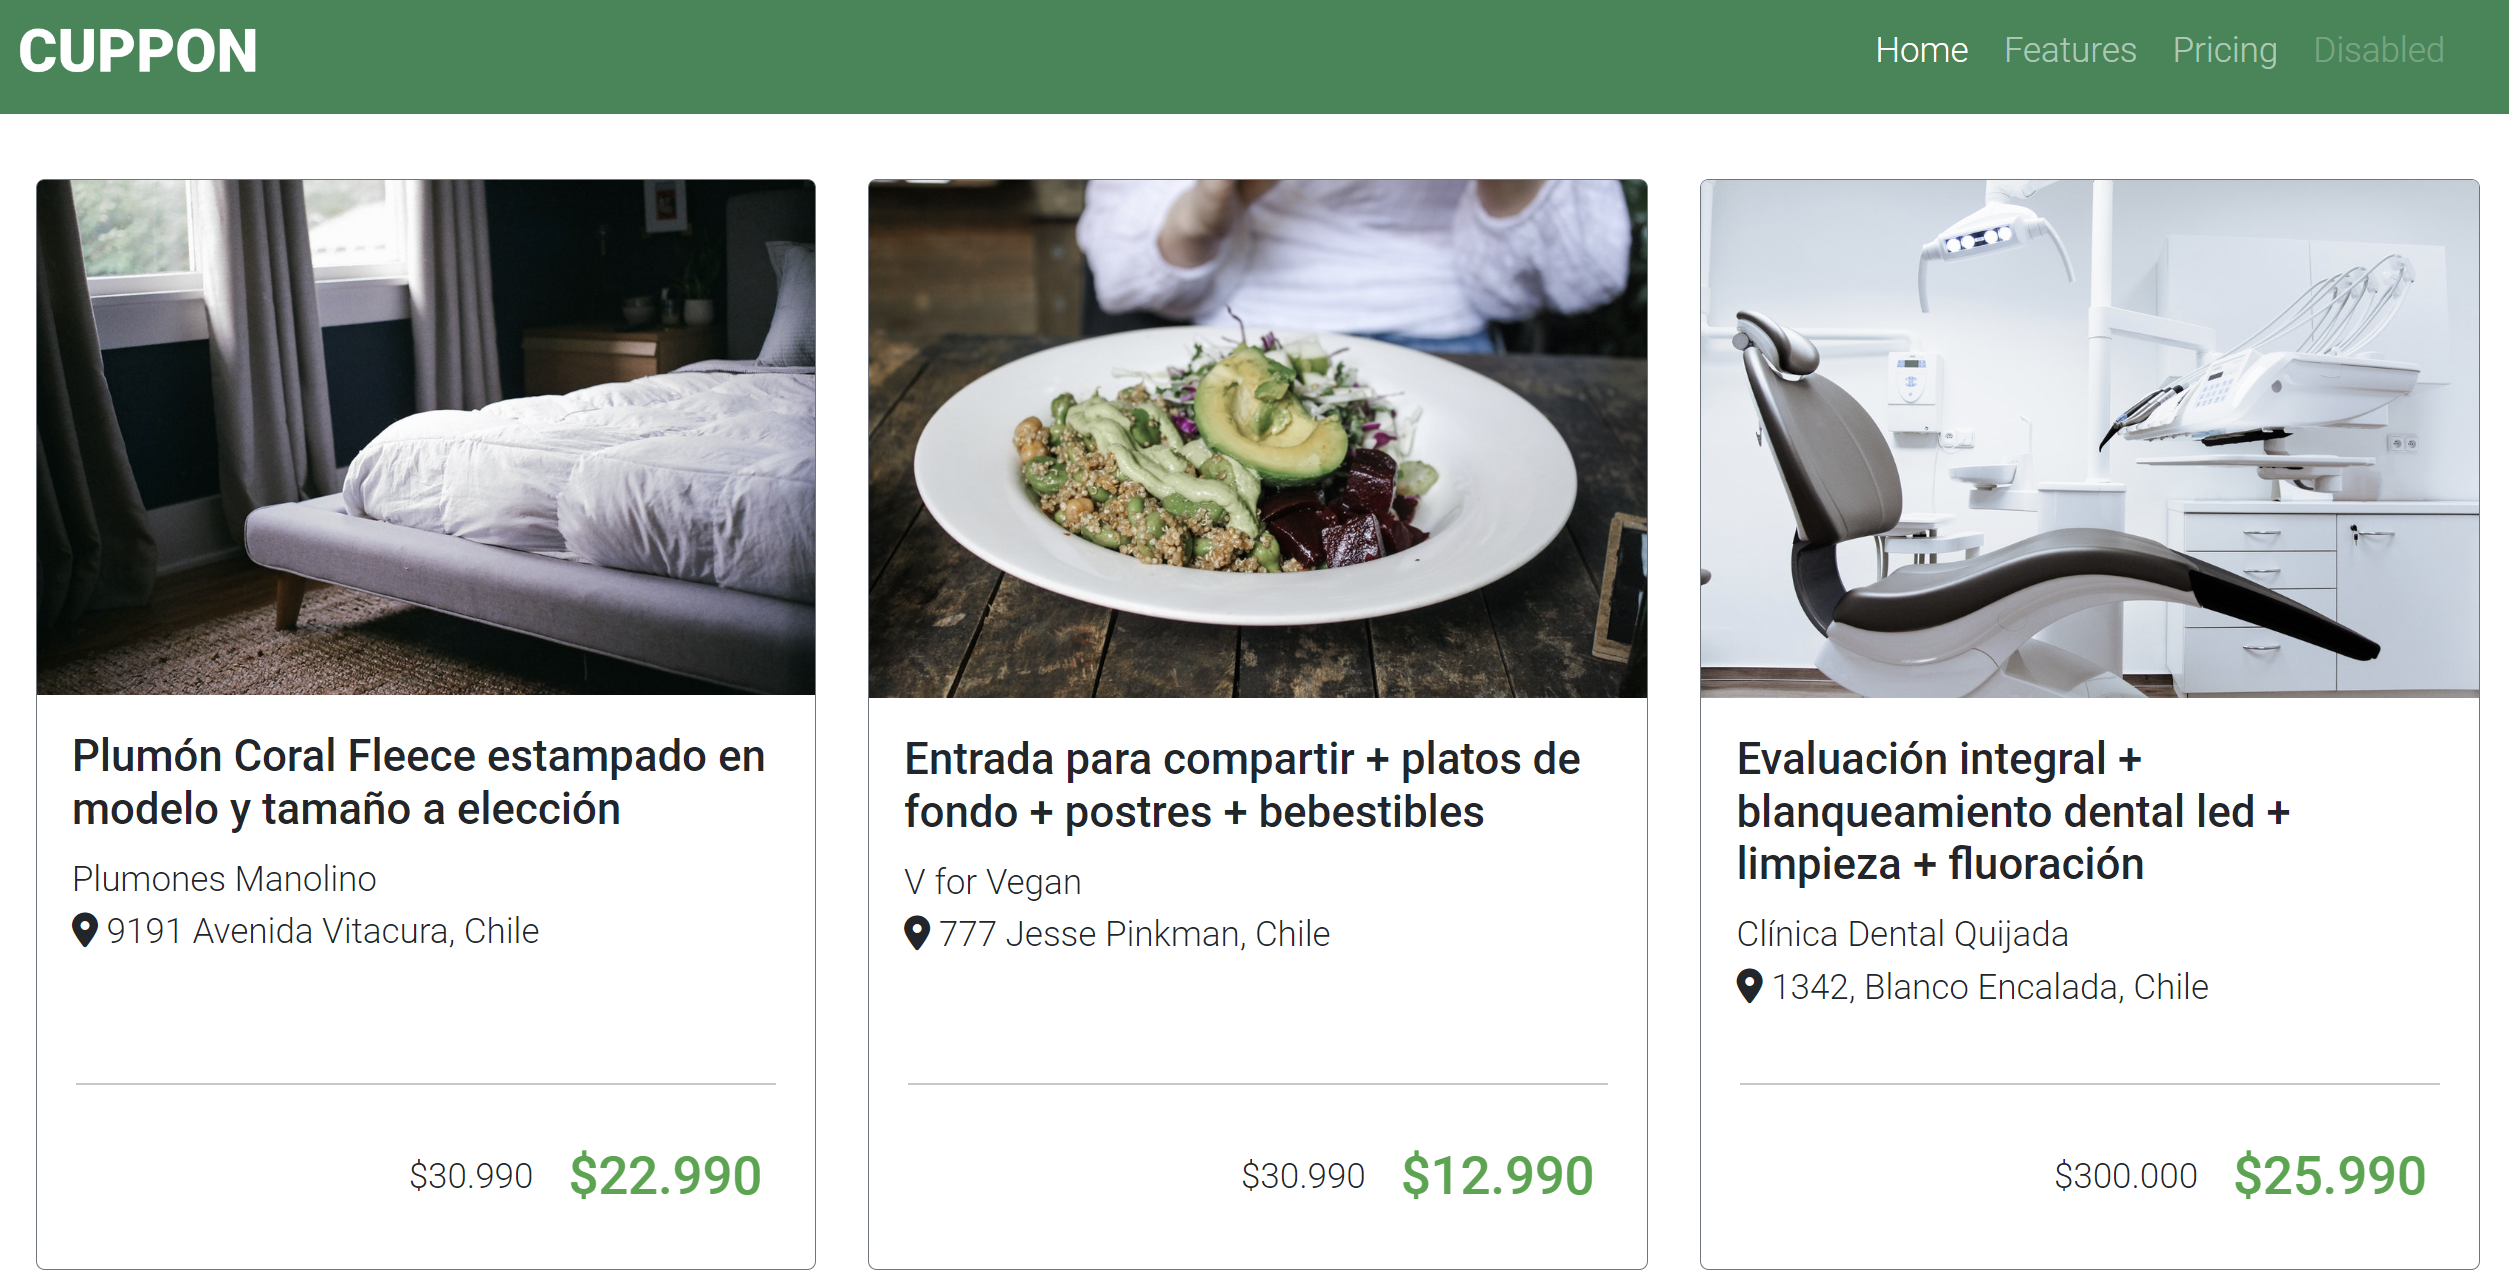 CUPPON
Home Features Pricing Disabled
Plumón Coral Fleece estampado en
modelo y tamaño a elección
Plumones Manolino
9191 Avenida Vitacura, Chile
$30.990 $22.990
Entrada para compartir + platos de
fondo + postres + bebestibles
V for Vegan
777 Jesse Pinkman, Chile
$30.990 $12.990
Evaluación integral +
blanqueamiento dental led +
limpieza + fluoración
Clínica Dental Quijada
1342, Blanco Encalada, Chile
$300.000 $25.990